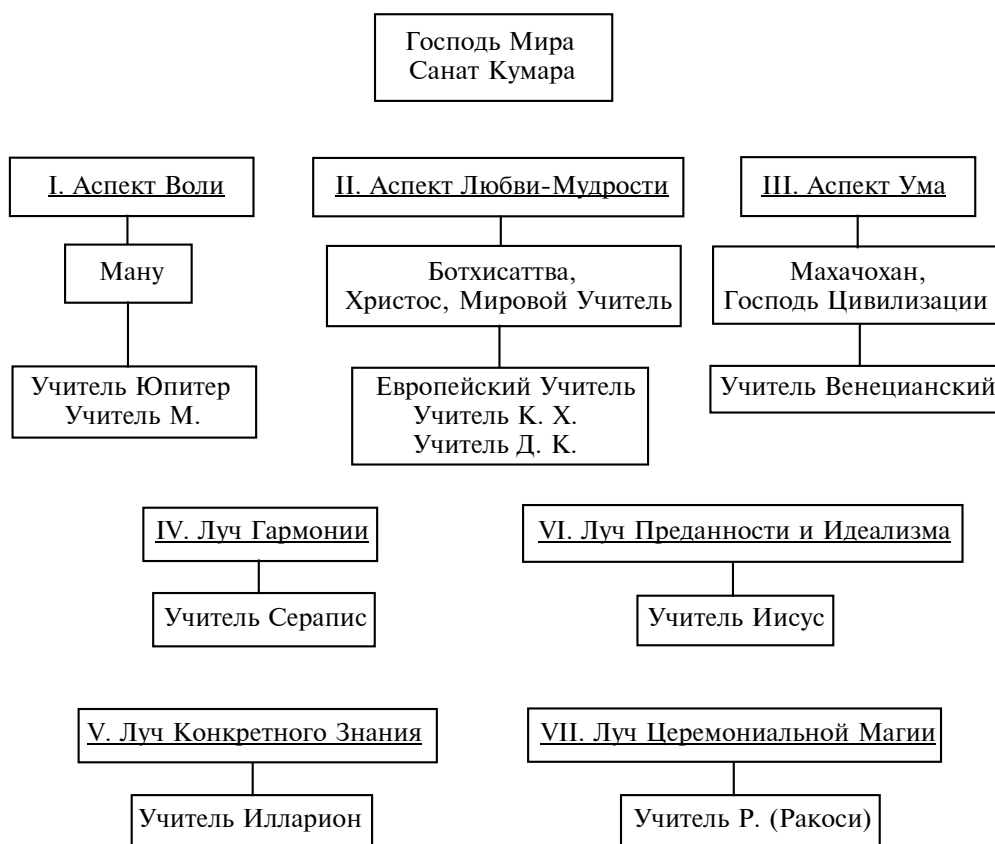 Господь Мира
Санат Кумара
I. Аспект Воли
II. Аспект Любви-Мудрости
III. Аспект Ума
Ману
Ботхисаттва,
Христос, Мировой Учитель
Махачохан,
Господь Цивилизации
Учитель Юпитер
Учитель М.
Европейский Учитель
Учитель К. Х.
Учитель Д. К.
Учитель Венецианский
IV. Луч Гармонии
VI. Луч Преданности и Идеализма
Учитель Серапис
Учитель Иисус
V. Луч Конкретного Знания
VII. Луч Церемониальной Магии
Учитель Илларион
Учитель Р. (Ракоси)